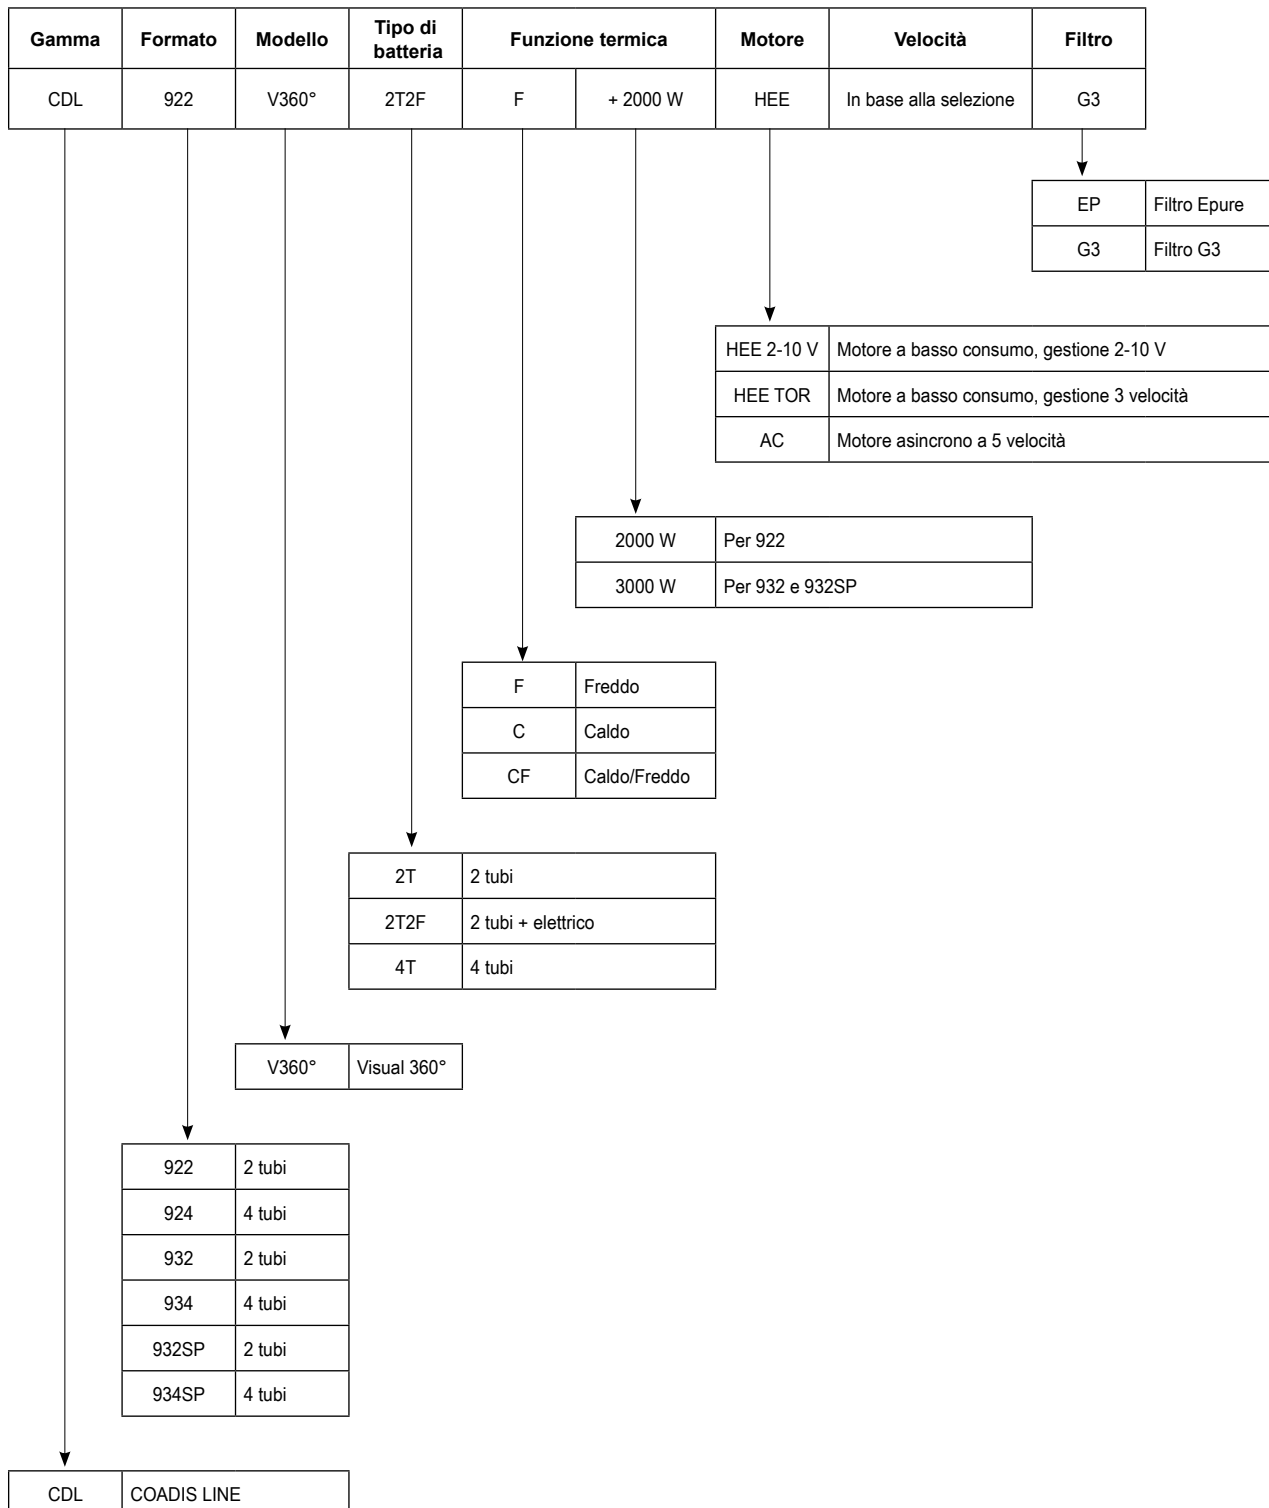 Gamma Formato Modello Tipo di batteria Funzione termica Motore Velocità Filtro
CDL 922 V360° 2T2F F + 2000 W HEE In base alla selezione G3
EP Filtro Epure
G3 Filtro G3
HEE 2-10 V Motore a basso consumo, gestione 2-10 V
HEE TOR Motore a basso consumo, gestione 3 velocità
AC Motore asincrono a 5 velocità
2000 W Per 922
3000 W Per 932 e 932SP
F Freddo
C Caldo
CF Caldo/Freddo
2T 2 tubi
2T2F 2 tubi + elettrico
4T 4 tubi
V360° Visual 360°
922 2 tubi
924 4 tubi
932 2 tubi
934 4 tubi
932SP 2 tubi
934SP 4 tubi
CDL COADIS LINE